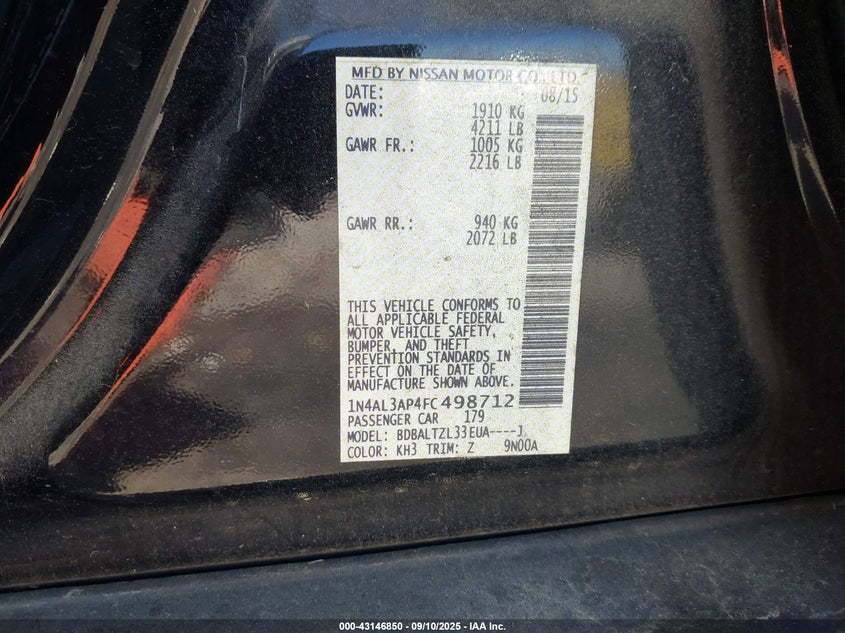 MFD BY NISSAN MOTOR CO., LTD.
DATE: 08/15
GVWR: 1910 KG
4211 LB
GAWR FR.: 1005 KG
2216 LB
GAWR RR.: 940 KG
2072 LB
THIS VEHICLE CONFORMS TO
ALL APPLICABLE FEDERAL
MOTOR VEHICLE SAFETY,
BUMPER, AND THEFT
PREVENTION STANDARDS IN
EFFECT ON THE DATE OF
MANUFACTURE SHOWN ABOVE.
1N4AL3AP4FC498712
PASSENGER CAR 179
MODEL: BDBALTZL33EUA----J
COLOR: KH3 TRIM: Z 9N00A
000-43146850 - 09/10/2025 - IAA Inc.